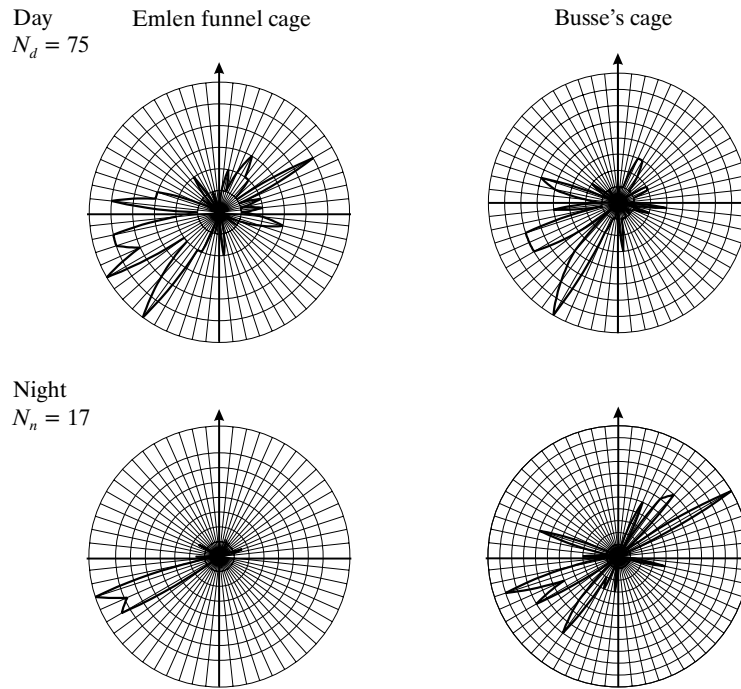 Day
Emlen funnel cage
Busse’s cage
N_d = 75
Night
N_n = 17